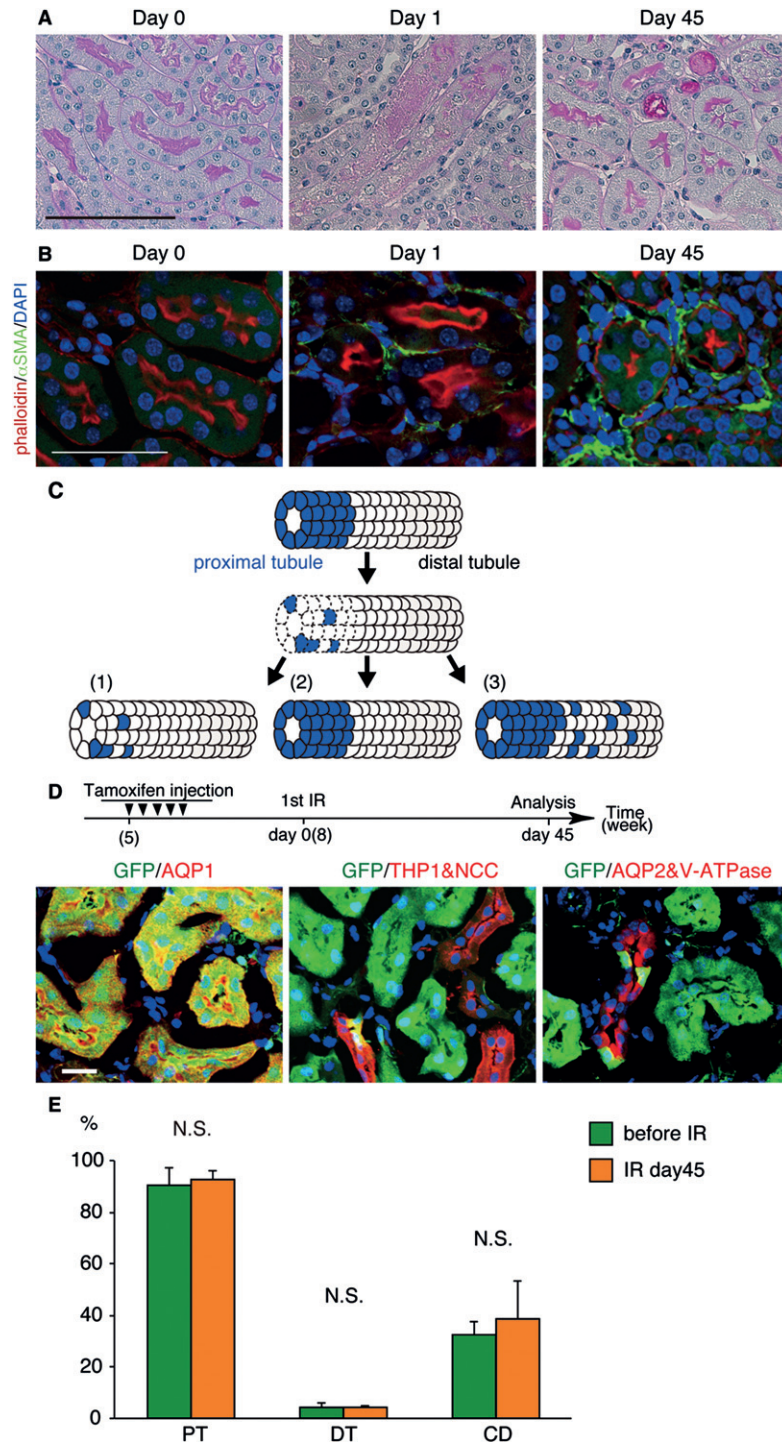 A
Day 0 Day 1 Day 45
B
Day 0 Day 1 Day 45
phalloidin/αSMA/DAPI
C
proximal tubule distal tubule
(1) (2) (3)
D
Tamoxifen injection
1st IR
Analysis
Time
(week)
(5) day 0(8) day 45
GFP/AQP1 GFP/THP1&NCC GFP/AQP2&V-ATPase
E
%
N.S.
N.S.
N.S.
before IR
IR day45
100
80
60
40
20
0
PT DT CD